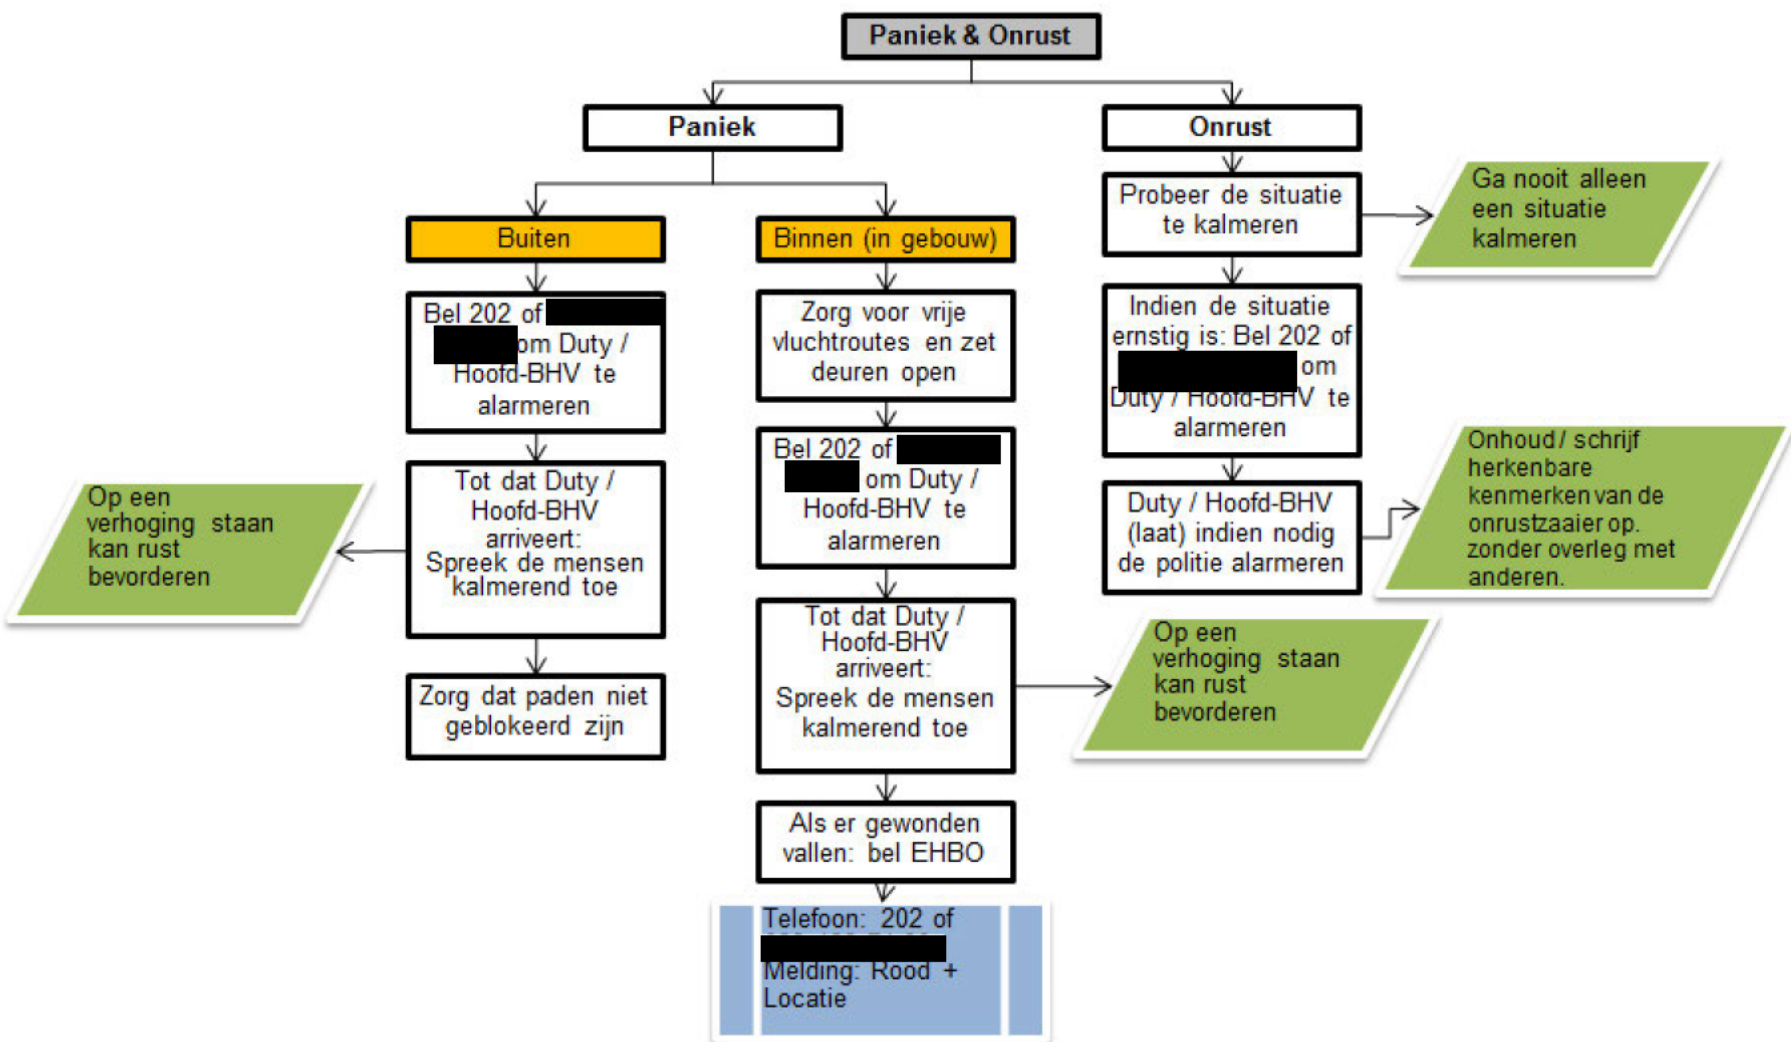 Paniek & Onrust
Paniek
Onrust
Buiten
Bel 202 of
om Duty /
Hoofd-BHV te
alarmeren
Tot dat Duty /
Hoofd-BHV
arriveert:
Spreek de mensen
kalmerend toe
Op een
verhoging staan
kan rust
bevorderen
Zorg dat paden niet
geblokeerd zijn
Binnen (in gebouw)
Zorg voor vrije
vluchtroutes en zet
deuren open
Bel 202 of
om Duty /
Hoofd-BHV te
alarmeren
Tot dat Duty /
Hoofd-BHV
arriveert:
Spreek de mensen
kalmerend toe
Op een
verhoging staan
kan rust
bevorderen
Als er gewonden
vallen: bel EHBO
Telefoon: 202 of
Melding: Rood +
Locatie
Probeer de situatie
te kalmeren
Ga nooit alleen
een situatie
kalmeren
Indien de situatie
ernstig is: Bel 202 of
om
Duty / Hoofd-BHV te
alarmeren
Duty / Hoofd-BHV
(laat) indien nodig
de politie alarmeren
Onhoud / schrijf
herkenbare
kenmerken van de
onrustzaaier op.
zonder overleg met
anderen.